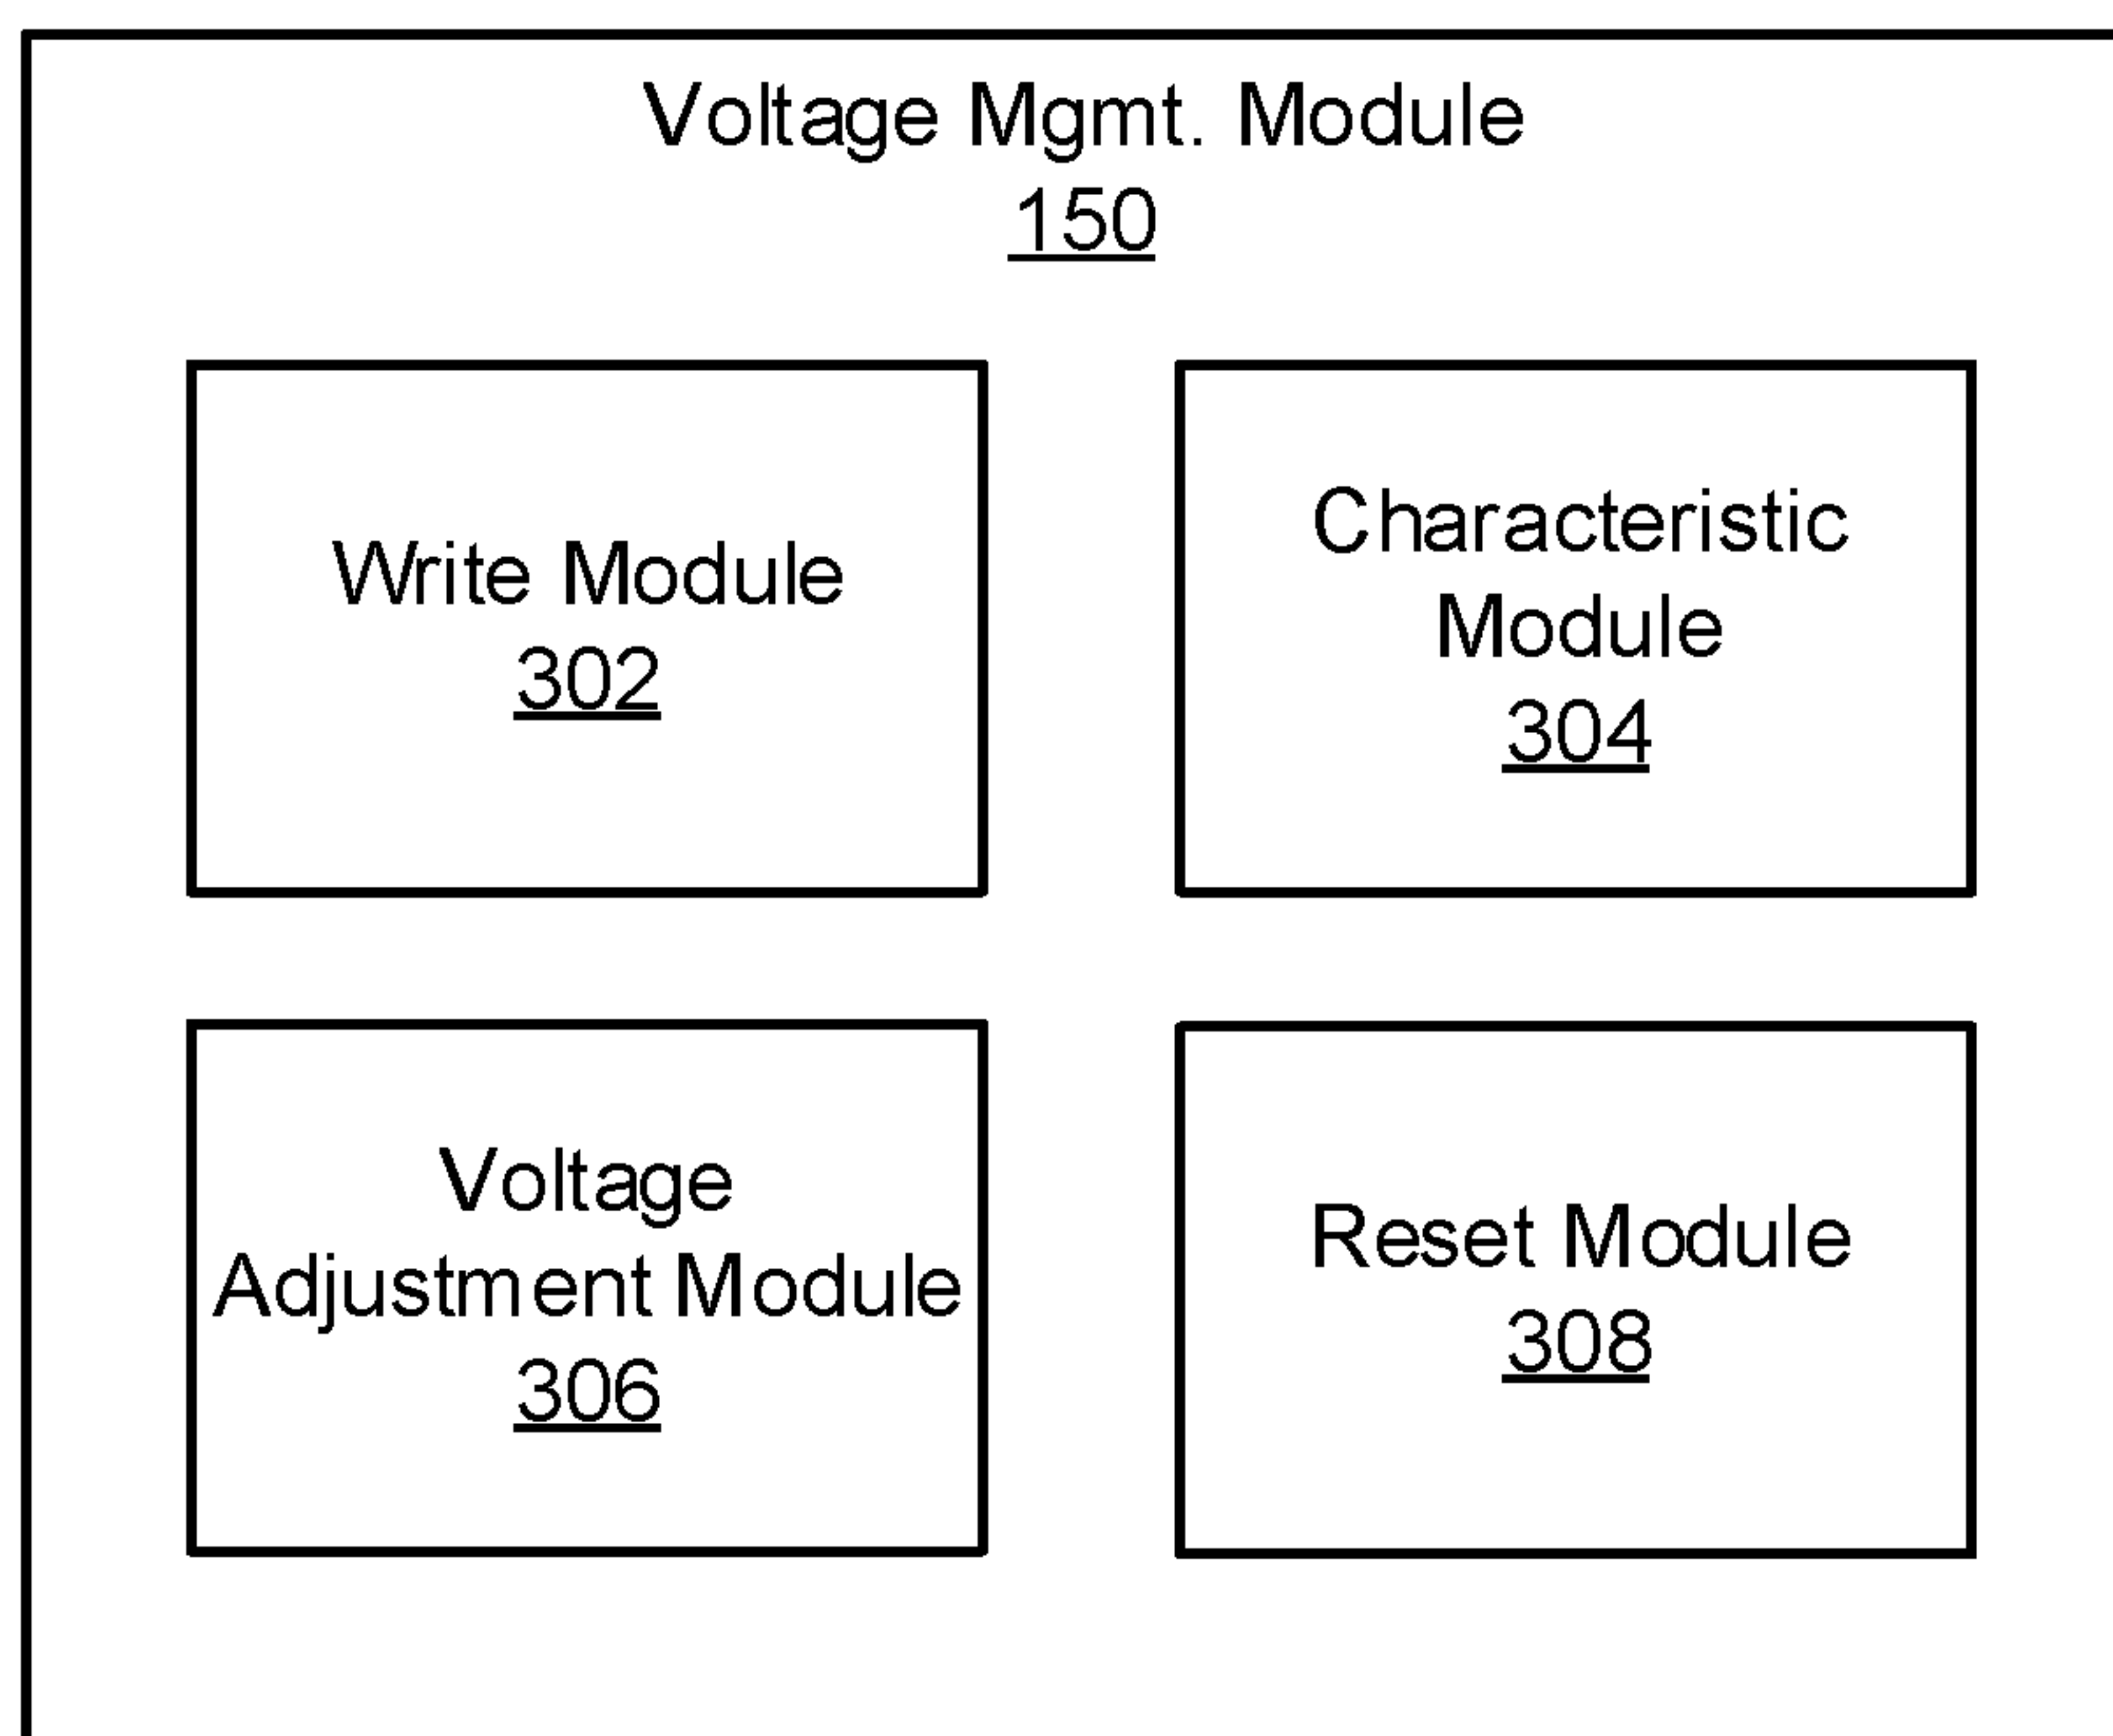 Voltage Mgmt. Module
150
Write Module
302
Characteristic
Module
304
Voltage
Adjustment Module
306
Reset Module
308